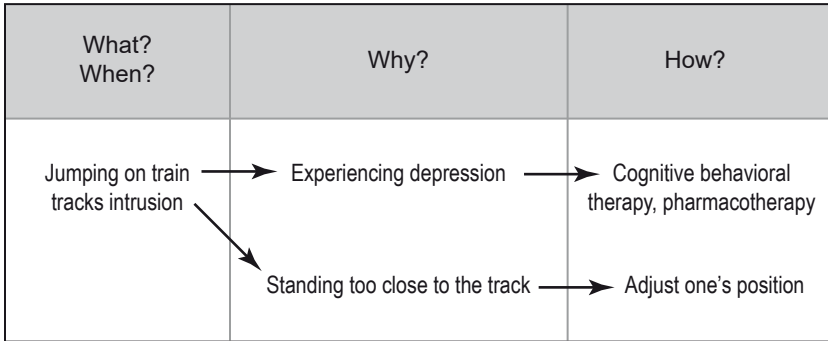 What?
When?
Why?
How?
Jumping on train
tracks intrusion
Experiencing depression
Cognitive behavioral
therapy, pharmacotherapy
Standing too close to the track
Adjust one’s position